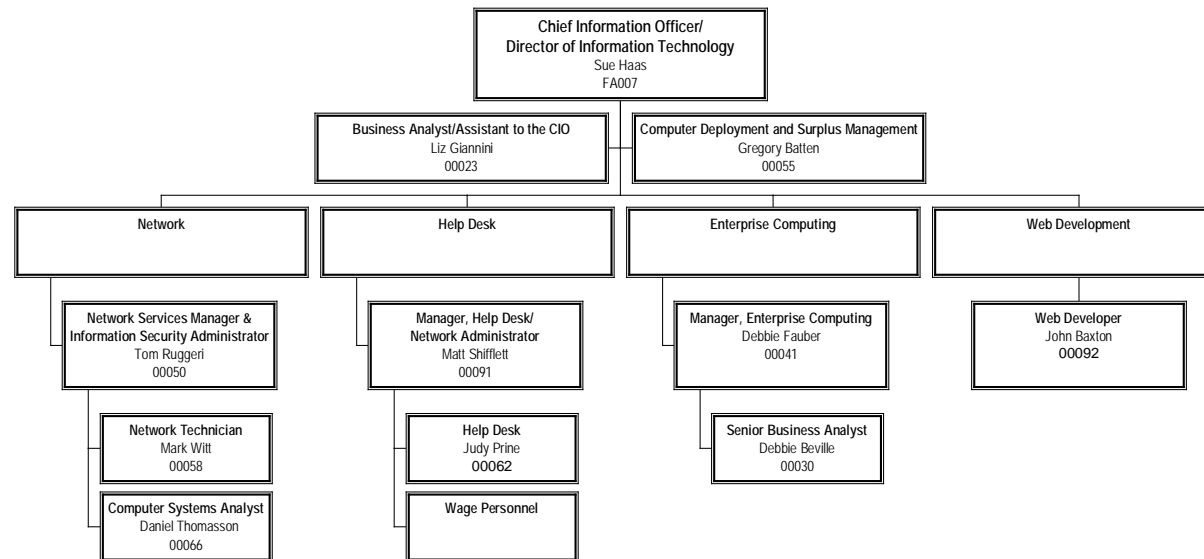 Chief Information Officer/
Director of Information Technology
Sue Haas
FA007
Business Analyst/Assistant to the CIO
Liz Giannini
00023
Computer Deployment and Surplus Management
Gregory Batten
00055
Network
Help Desk
Enterprise Computing
Web Development
Network Services Manager &
Information Security Administrator
Tom Ruggeri
00050
Manager, Help Desk/
Network Administrator
Matt Shifflett
00091
Manager, Enterprise Computing
Debbie Fauber
00041
Web Developer
John Baxton
00092
Network Technician
Mark Witt
00058
Help Desk
Judy Prine
00062
Senior Business Analyst
Debbie Beville
00030
Computer Systems Analyst
Daniel Thomasson
00066
Wage Personnel